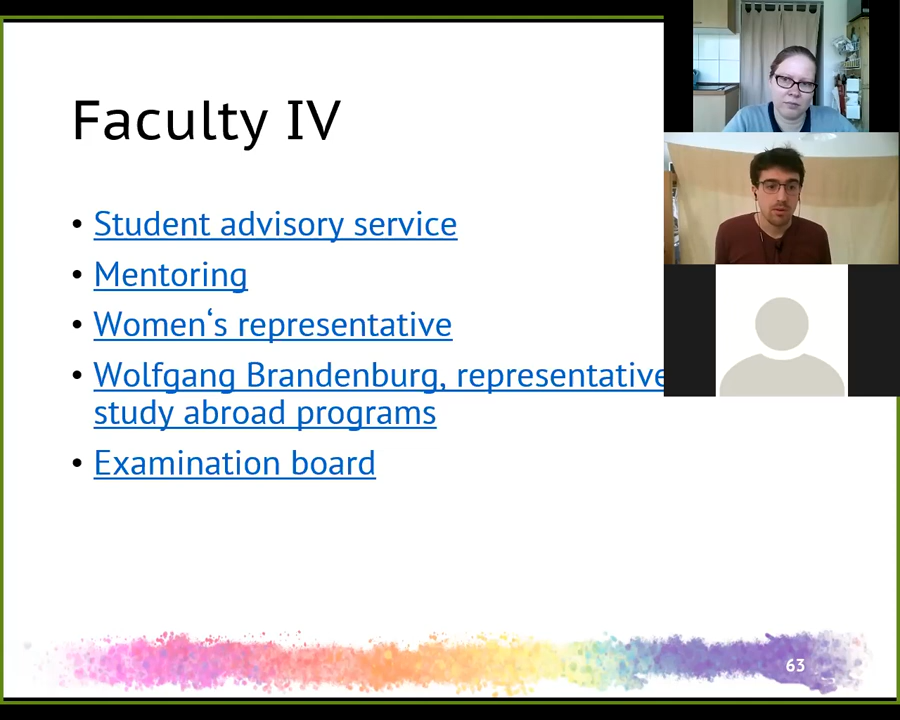 Faculty IV
• Student advisory service
• Mentoring
• Women‘s representative
• Wolfgang Brandenburg, representative
study abroad programs
• Examination board
63